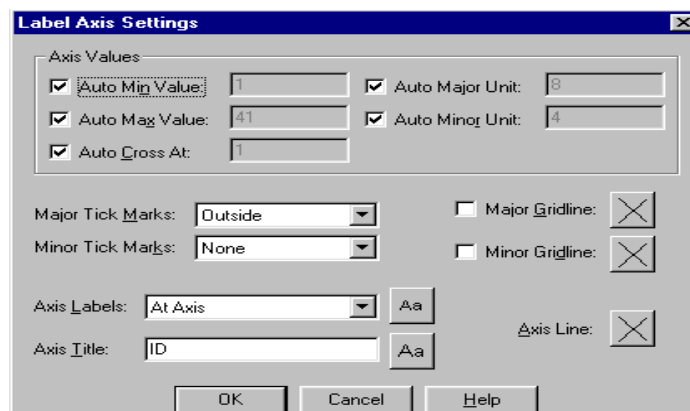 Label Axis Settings
Axis Values
Auto Min Value: 1
Auto Major Unit: 8
Auto Max Value: 41
Auto Minor Unit: 4
Auto Cross At: 1
Major Tick Marks: Outside
Major Gridline:
Minor Tick Marks: None
Minor Gridline:
Axis Labels: At Axis
Aa
Axis Line:
Axis Title: ID
Aa
OK
Cancel
Help